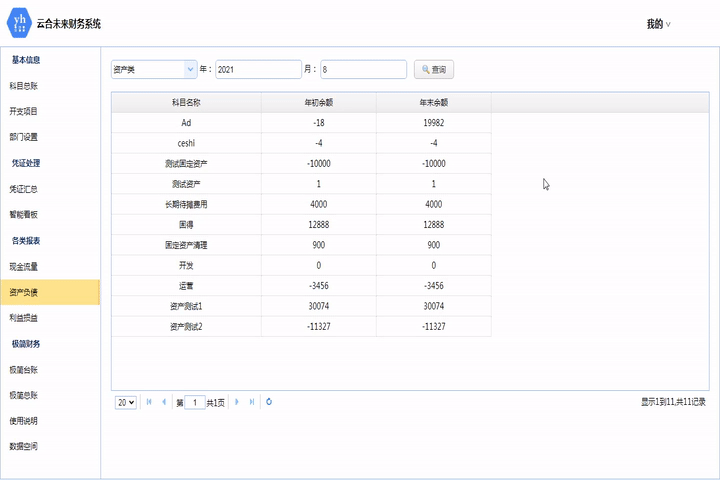 yh
云合未来财务系统
我的
基本信息
科目总账
开支项目
部门设置
凭证处理
凭证汇总
智能看板
各类报表
现金流量
资产负债
利益损益
极简财务
极简台账
极简总账
使用说明
数据空间
资产类 年: 2021 月: 8 查询
科目名称 年初余额 年末余额
Ad -18 19982
ceshi -4 -4
测试固定资产 -10000 -10000
测试资产 1 1
长期待摊费用 4000 4000
困得 12888 12888
固定资产清理 900 900
开发 0 0
运营 -3456 -3456
资产测试1 30074 30074
资产测试2 -11327 -11327
20 第 1 共1页 显示1到11,共11记录